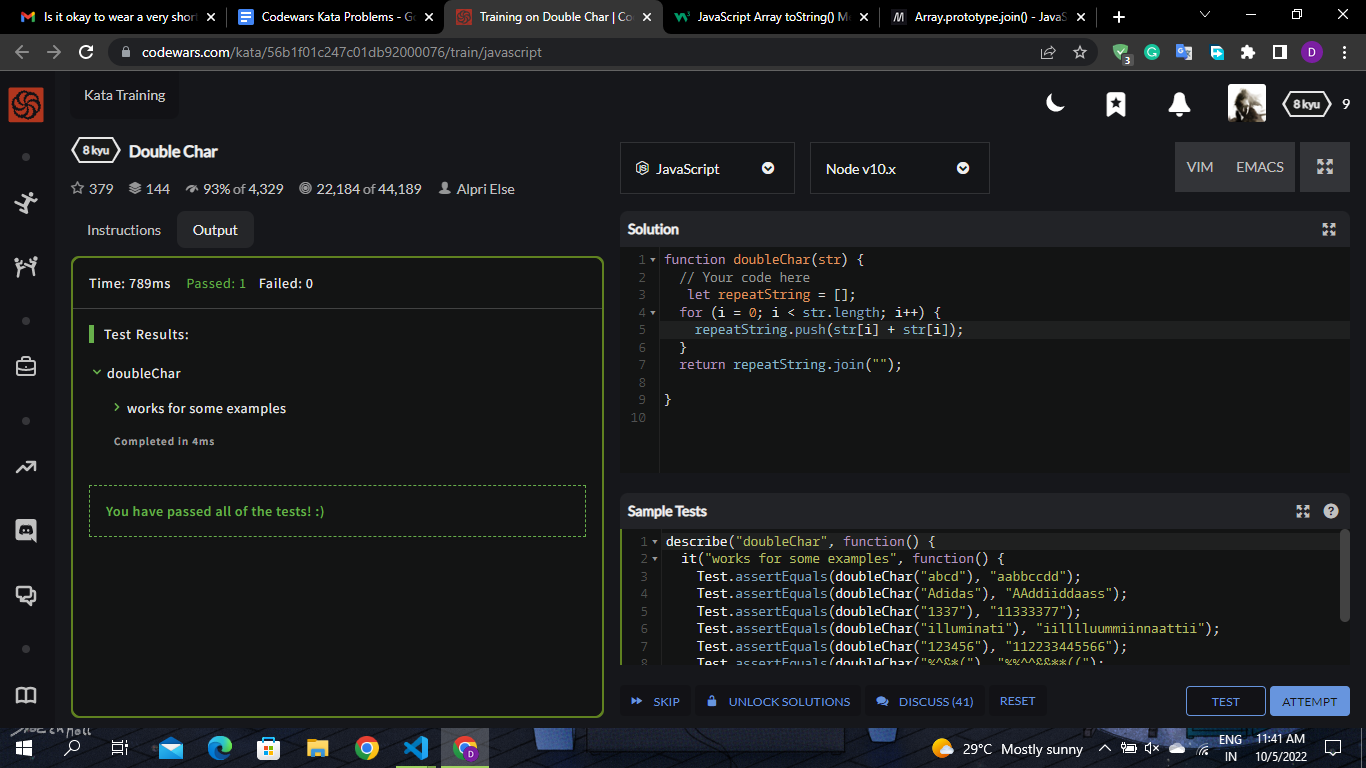 Is it okay to wear a very shor
Codewars Kata Problems - Go
Training on Double Char | Co
JavaScript Array toString() Me
Array.prototype.join() - JavaS
codewars.com/kata/56b1f01c247c01db92000076/train/javascript
3
D
Kata Training
8 kyu
9
8 kyu
Double Char
379
144
93% of 4,329
22,184 of 44,189
Alpri Else
JavaScript
Node v10.x
VIM
EMACS
Instructions
Output
Time: 789ms Passed: 1 Failed: 0
Test Results:
doubleChar
works for some examples
Completed in 4ms
You have passed all of the tests! :)
Solution
1 function doubleChar(str) {
2 // Your code here
3 let repeatString = [];
4 for (i = 0; i < str.length; i++) {
5 repeatString.push(str[i] + str[i]);
6 }
7 return repeatString.join("");
8
9 }
10
Sample Tests
?
1 describe("doubleChar", function() {
2 it("works for some examples", function() {
3 Test.assertEquals(doubleChar("abcd"), "aabbccdd");
4 Test.assertEquals(doubleChar("Adidas"), "AAddiiddaass");
5 Test.assertEquals(doubleChar("1337"), "11333377");
6 Test.assertEquals(doubleChar("illuminati"), "iilllluummiinnaattii");
7 Test.assertEquals(doubleChar("123456"), "112233445566");
8 Test.assertEquals(doubleChar("%^&*("), "%%^^&&**((");
SKIP
UNLOCK SOLUTIONS
DISCUSS (41)
RESET
TEST
ATTEMPT
D
29°C Mostly sunny
ENG
IN
11:41 AM
10/5/2022